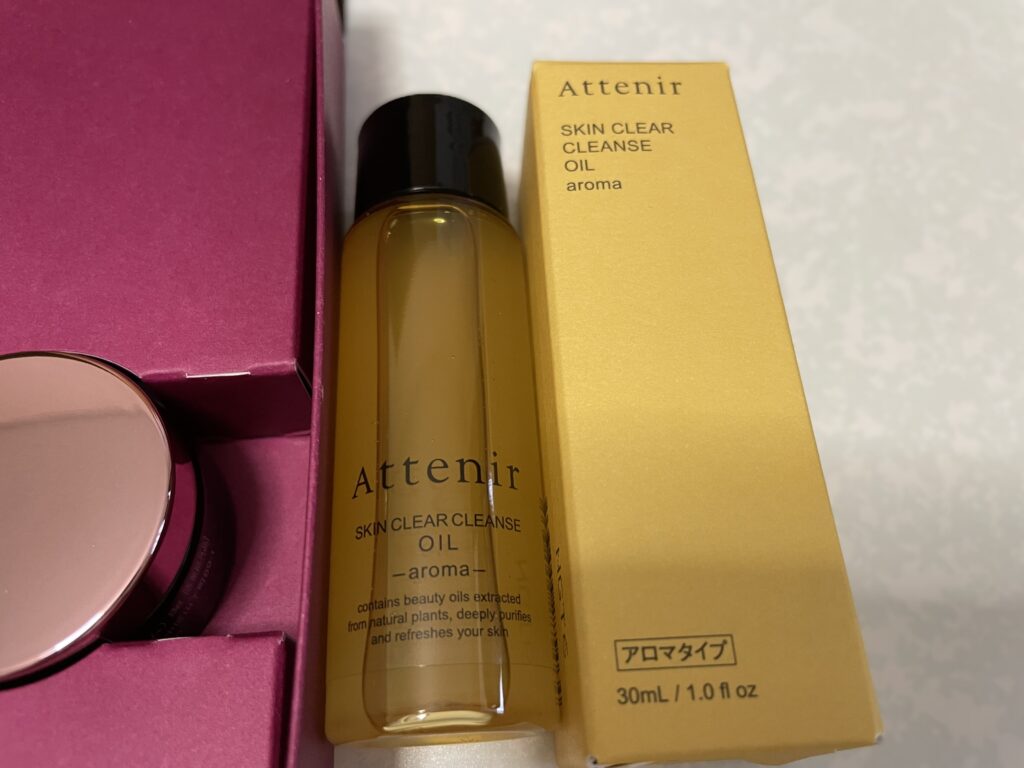 Attenir
SKIN CLEAR CLEANSE
OIL
–aroma–
contains beauty oils extracted
from natural plants, deeply purifies
and refreshes your skin
Attenir
SKIN CLEAR
CLEANSE
OIL
aroma
アロマタイプ
30mL / 1.0 fl oz